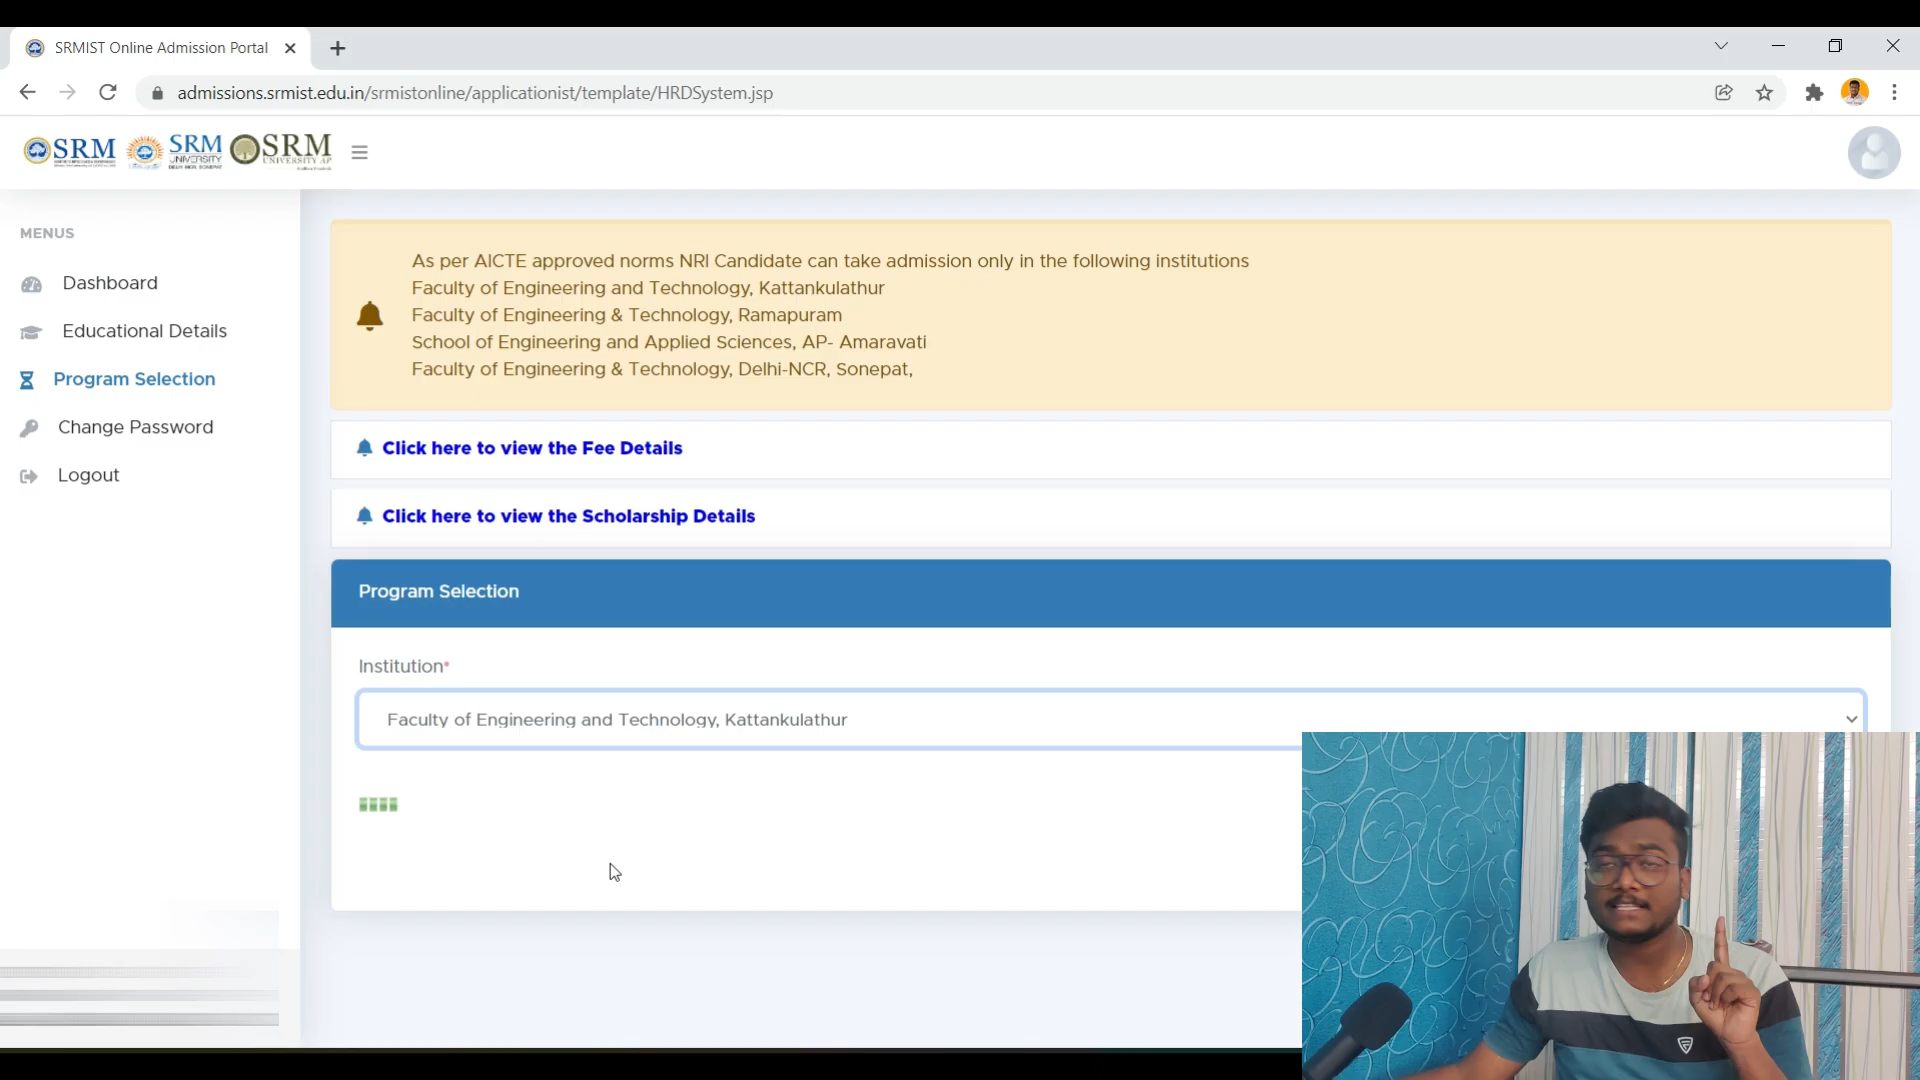 SRMIST Online Admission Portal
admissions.srmist.edu.in/srmistonline/applicationist/template/HRDSystem.jsp
SRM
SRM
UNIVERSITY
SRM
UNIVERSITY AP
MENUS
Dashboard
Educational Details
Program Selection
Change Password
Logout
As per AICTE approved norms NRI Candidate can take admission only in the following institutions
Faculty of Engineering and Technology, Kattankulathur
Faculty of Engineering & Technology, Ramapuram
School of Engineering and Applied Sciences, AP- Amaravati
Faculty of Engineering & Technology, Delhi-NCR, Sonepat,
Click here to view the Fee Details
Click here to view the Scholarship Details
Program Selection
Institution*
Faculty of Engineering and Technology, Kattankulathur